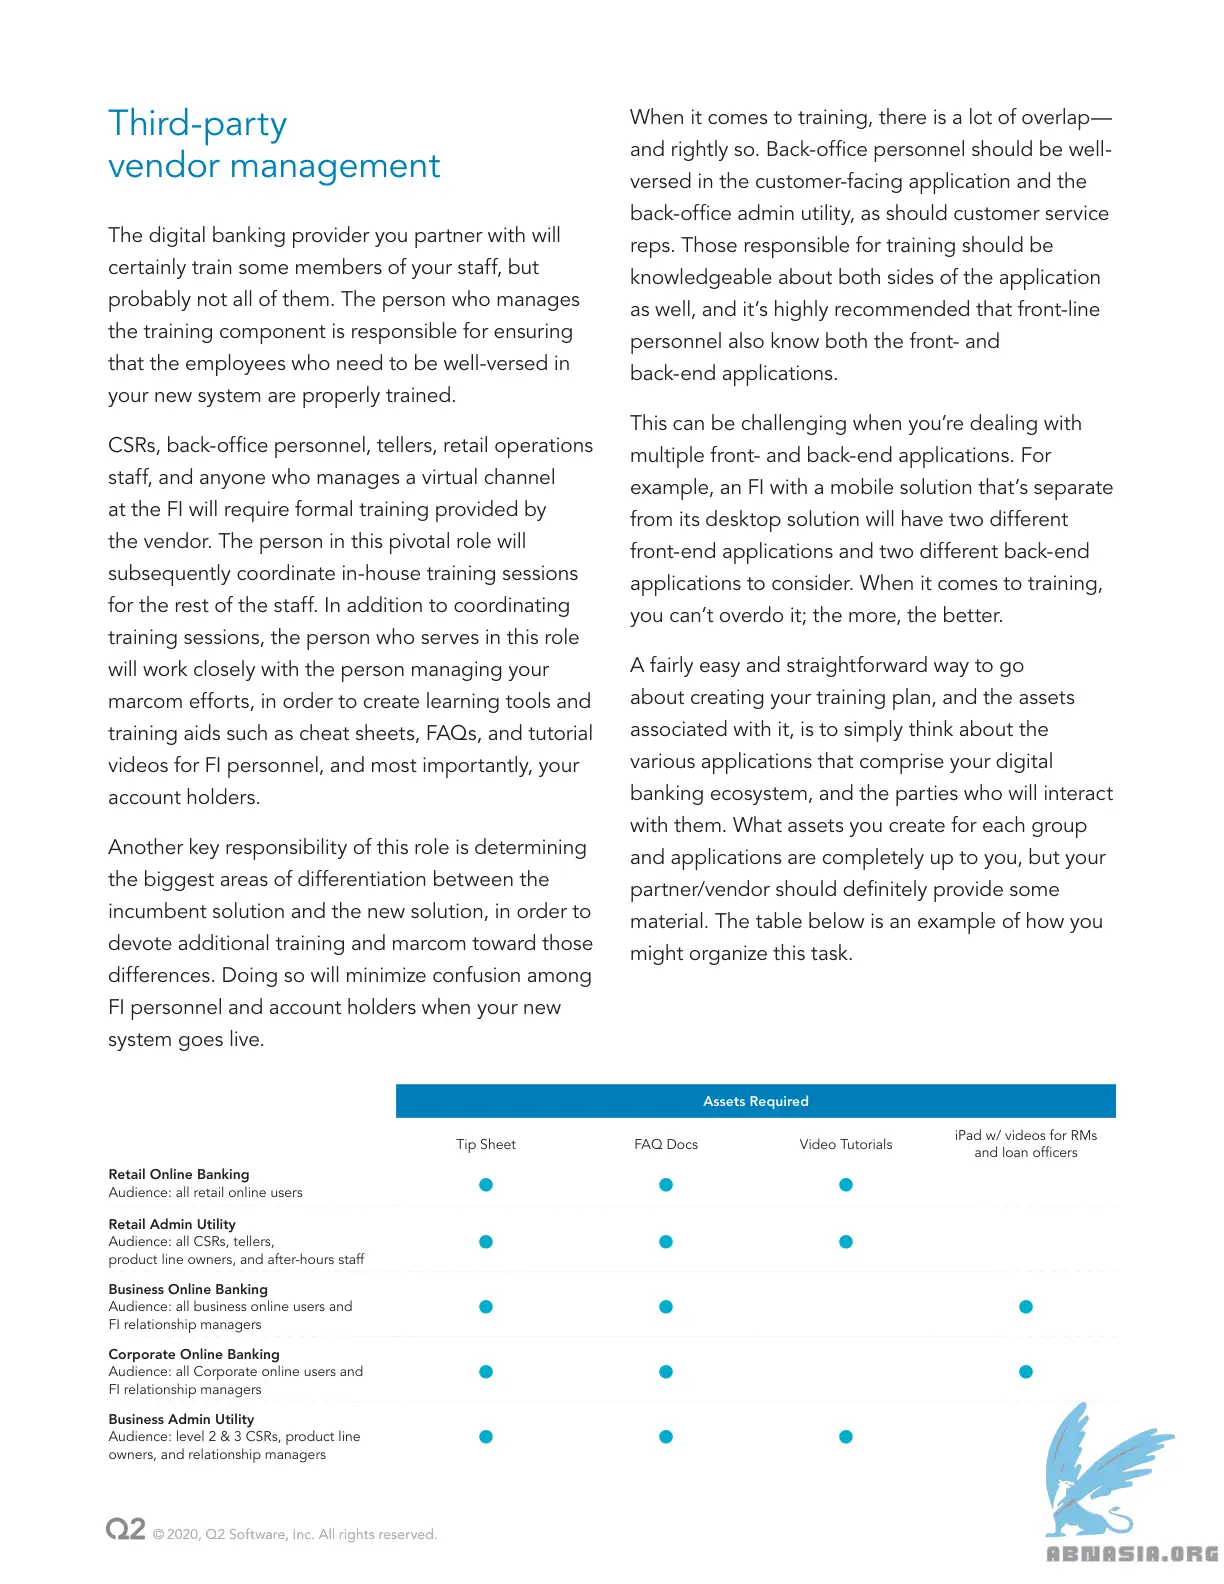 Third-party
vendor management
The digital banking provider you partner with will
certainly train some members of your staff, but
probably not all of them. The person who manages
the training component is responsible for ensuring
that the employees who need to be well-versed in
your new system are properly trained.
CSRs, back-office personnel, tellers, retail operations
staff, and anyone who manages a virtual channel
at the FI will require formal training provided by
the vendor. The person in this pivotal role will
subsequently coordinate in-house training sessions
for the rest of the staff. In addition to coordinating
training sessions, the person who serves in this role
will work closely with the person managing your
marcom efforts, in order to create learning tools and
training aids such as cheat sheets, FAQs, and tutorial
videos for FI personnel, and most importantly, your
account holders.
Another key responsibility of this role is determining
the biggest areas of differentiation between the
incumbent solution and the new solution, in order to
devote additional training and marcom toward those
differences. Doing so will minimize confusion among
FI personnel and account holders when your new
system goes live.
When it comes to training, there is a lot of overlap—
and rightly so. Back-office personnel should be well-
versed in the customer-facing application and the
back-office admin utility, as should customer service
reps. Those responsible for training should be
knowledgeable about both sides of the application
as well, and it’s highly recommended that front-line
personnel also know both the front- and
back-end applications.
This can be challenging when you’re dealing with
multiple front- and back-end applications. For
example, an FI with a mobile solution that’s separate
from its desktop solution will have two different
front-end applications and two different back-end
applications to consider. When it comes to training,
you can’t overdo it; the more, the better.
A fairly easy and straightforward way to go
about creating your training plan, and the assets
associated with it, is to simply think about the
various applications that comprise your digital
banking ecosystem, and the parties who will interact
with them. What assets you create for each group
and applications are completely up to you, but your
partner/vendor should definitely provide some
material. The table below is an example of how you
might organize this task.
Assets Required
Tip Sheet FAQ Docs Video Tutorials iPad w/ videos for RMs
and loan officers
Retail Online Banking
Audience: all retail online users
Retail Admin Utility
Audience: all CSRs, tellers,
product line owners, and after-hours staff
Business Online Banking
Audience: all business online users and
FI relationship managers
Corporate Online Banking
Audience: all Corporate online users and
FI relationship managers
Business Admin Utility
Audience: level 2 & 3 CSRs, product line
owners, and relationship managers
Q2 © 2020, Q2 Software, Inc. All rights reserved.
ABNASIA.ORG